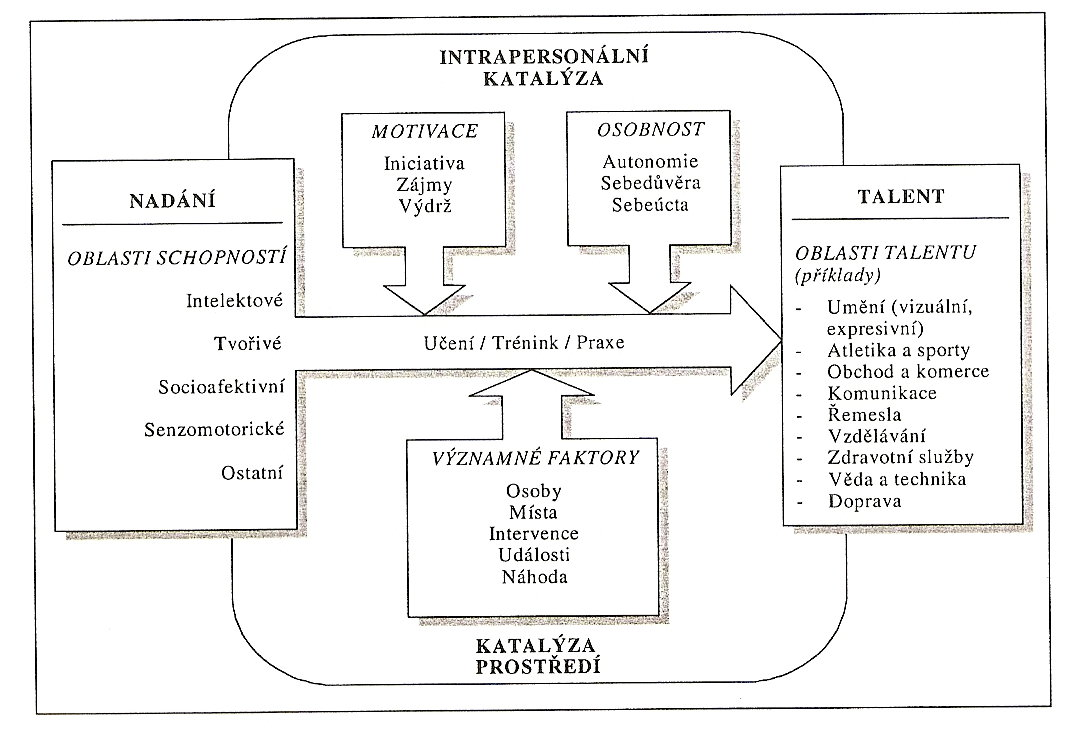 INTRAPERSONÁLNÍ
KATALÝZA
MOTIVACE
Iniciativa
Zájmy
Výdrž
OSOBNOST
Autonomie
Sebedůvěra
Sebeúcta
NADÁNÍ
OBLASTI SCHOPNOSTÍ
Intelektové
Tvořivé
Socioafektivní
Senzomotorické
Ostatní
Učení / Trénink / Praxe
TALENT
OBLASTI TALENTU
(příklady)
- Umění (vizuální,
expresivní)
- Atletika a sporty
- Obchod a komerce
- Komunikace
- Řemesla
- Vzdělávání
- Zdravotní služby
- Věda a technika
- Doprava
VÝZNAMNÉ FAKTORY
Osoby
Místa
Intervence
Události
Náhoda
KATALÝZA
PROSTŘEDÍ